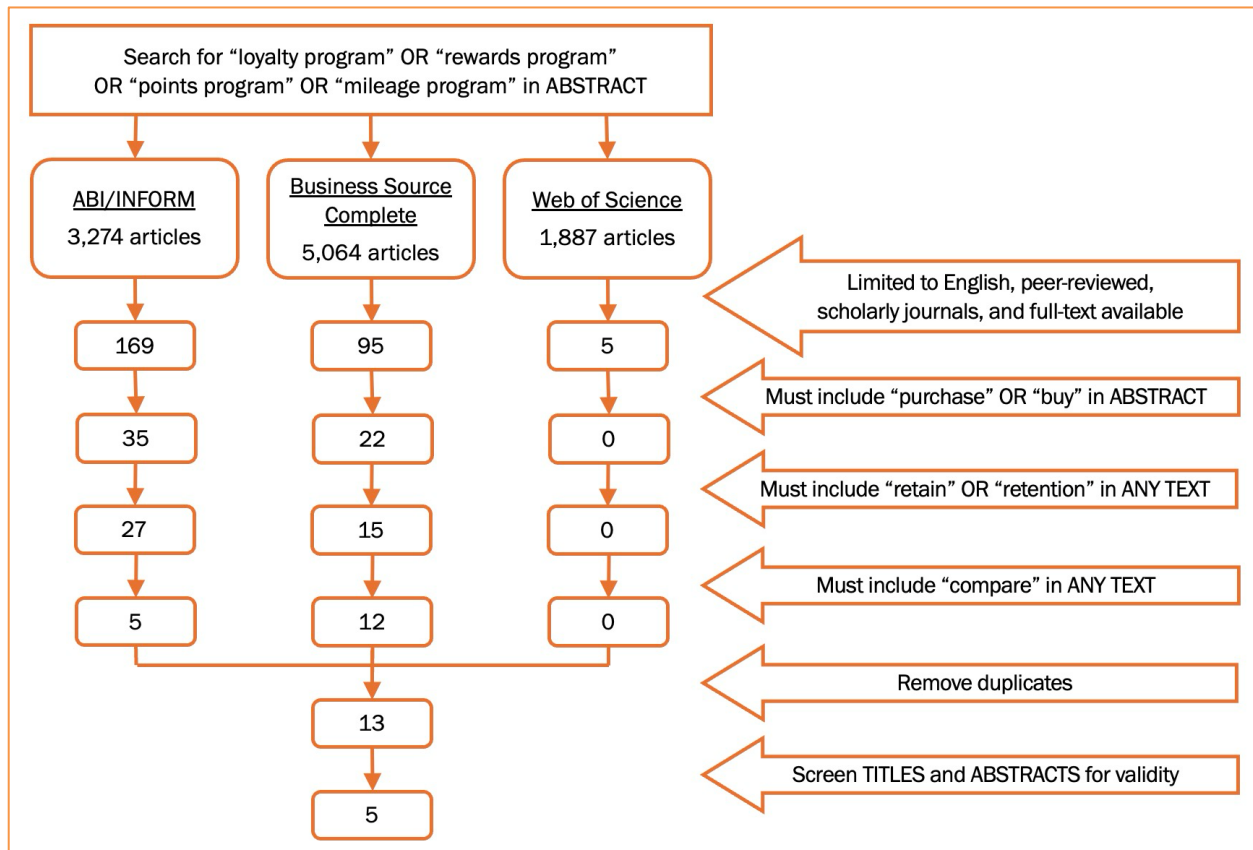 Search for “loyalty program” OR “rewards program”
OR “points program” OR “mileage program” in ABSTRACT
ABI/INFORM
3,274 articles
Business Source
Complete
5,064 articles
Web of Science
1,887 articles
Limited to English, peer-reviewed,
scholarly journals, and full-text available
169
95
5
Must include “purchase” OR “buy” in ABSTRACT
35
22
0
Must include “retain” OR “retention” in ANY TEXT
27
15
0
Must include “compare” in ANY TEXT
5
12
0
Remove duplicates
13
Screen TITLES and ABSTRACTS for validity
5